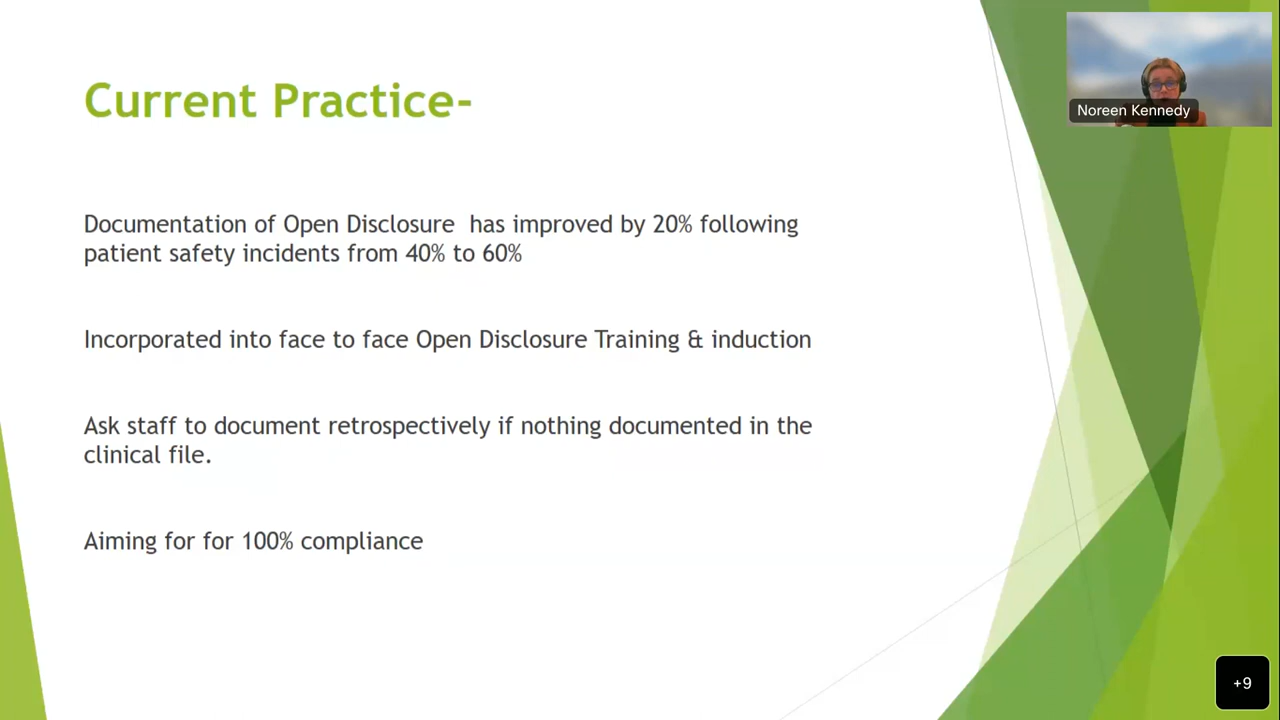 Current Practice-
Noreen Kennedy
Documentation of Open Disclosure  has improved by 20% following
patient safety incidents from 40% to 60%
Incorporated into face to face Open Disclosure Training & induction
Ask staff to document retrospectively if nothing documented in the
clinical file.
Aiming for for 100% compliance
+9